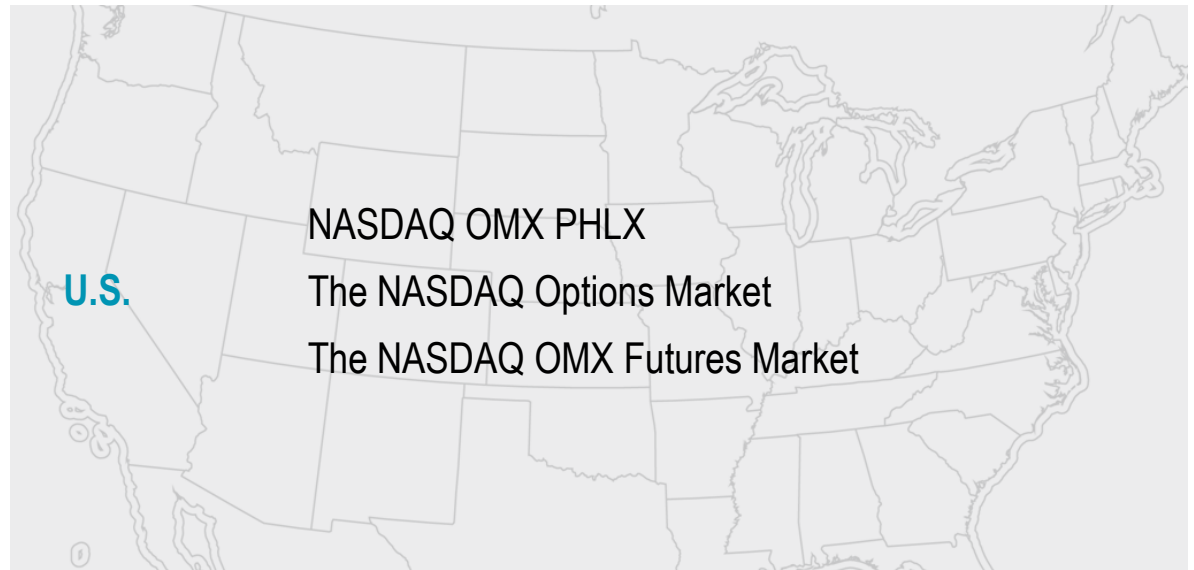 NASDAQ OMX PHLX
U.S. The NASDAQ Options Market
The NASDAQ OMX Futures Market